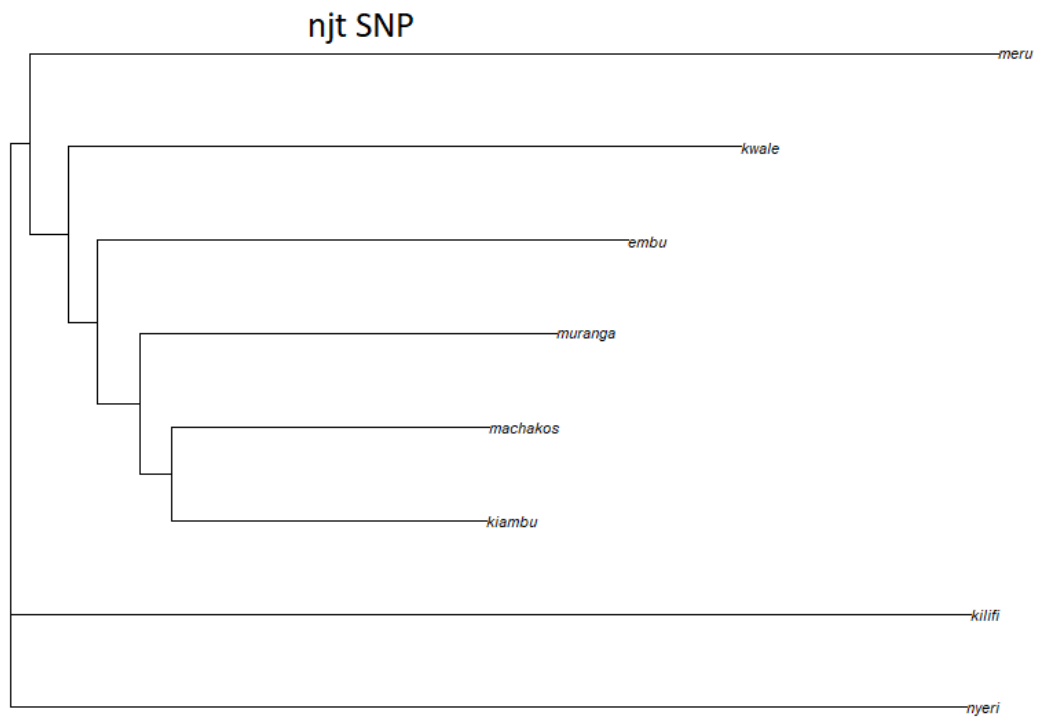 njt SNP
meru
kwale
embu
muranga
machakos
kiambu
kilifi
nyeri